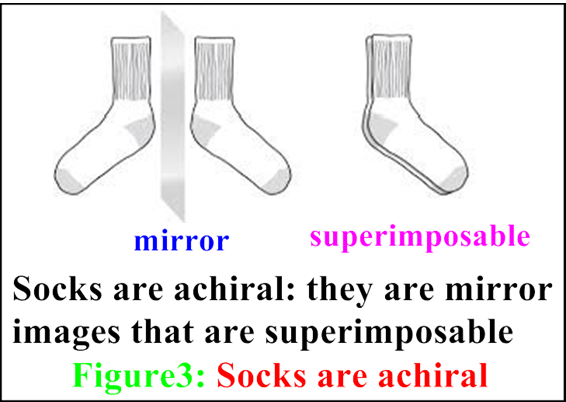 mirror
superimposable
Socks are achiral: they are mirror
images that are superimposable
Figure3: Socks are achiral